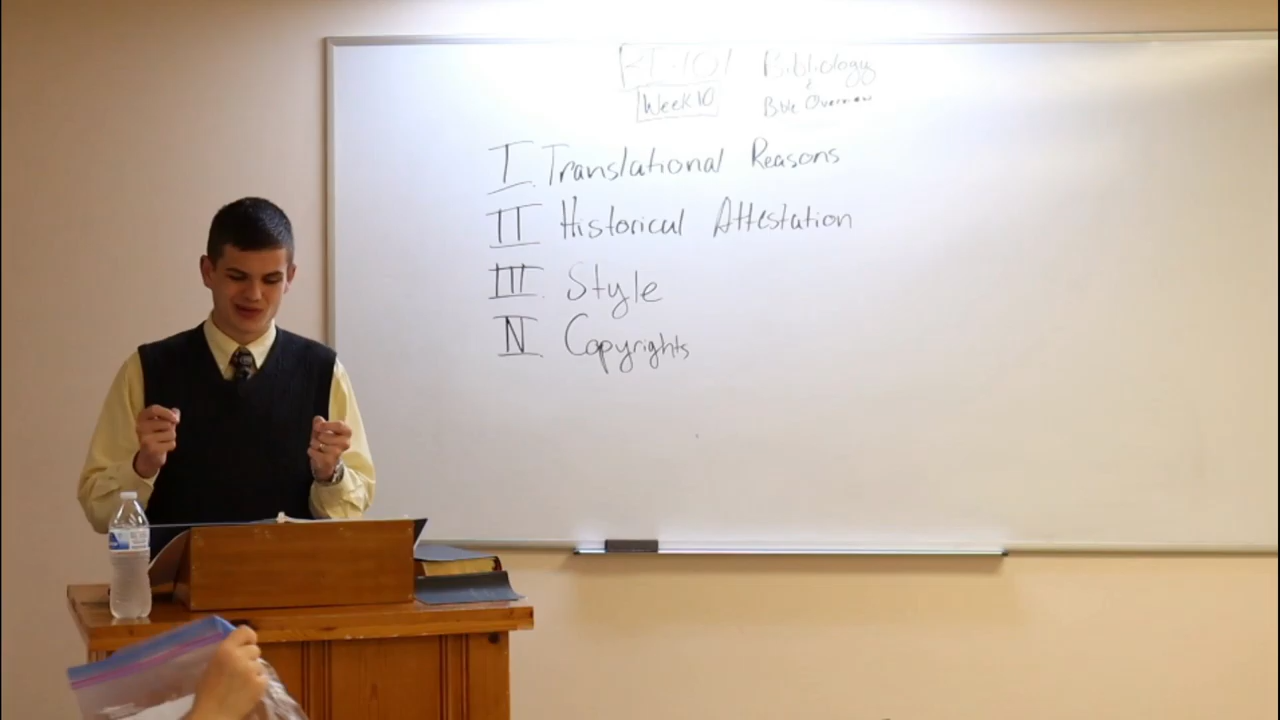 Bibliology
Week 10
&
Bible Overview
I. Translational Reasons
II Historical Attestation
III. Style
IV. Copyrights